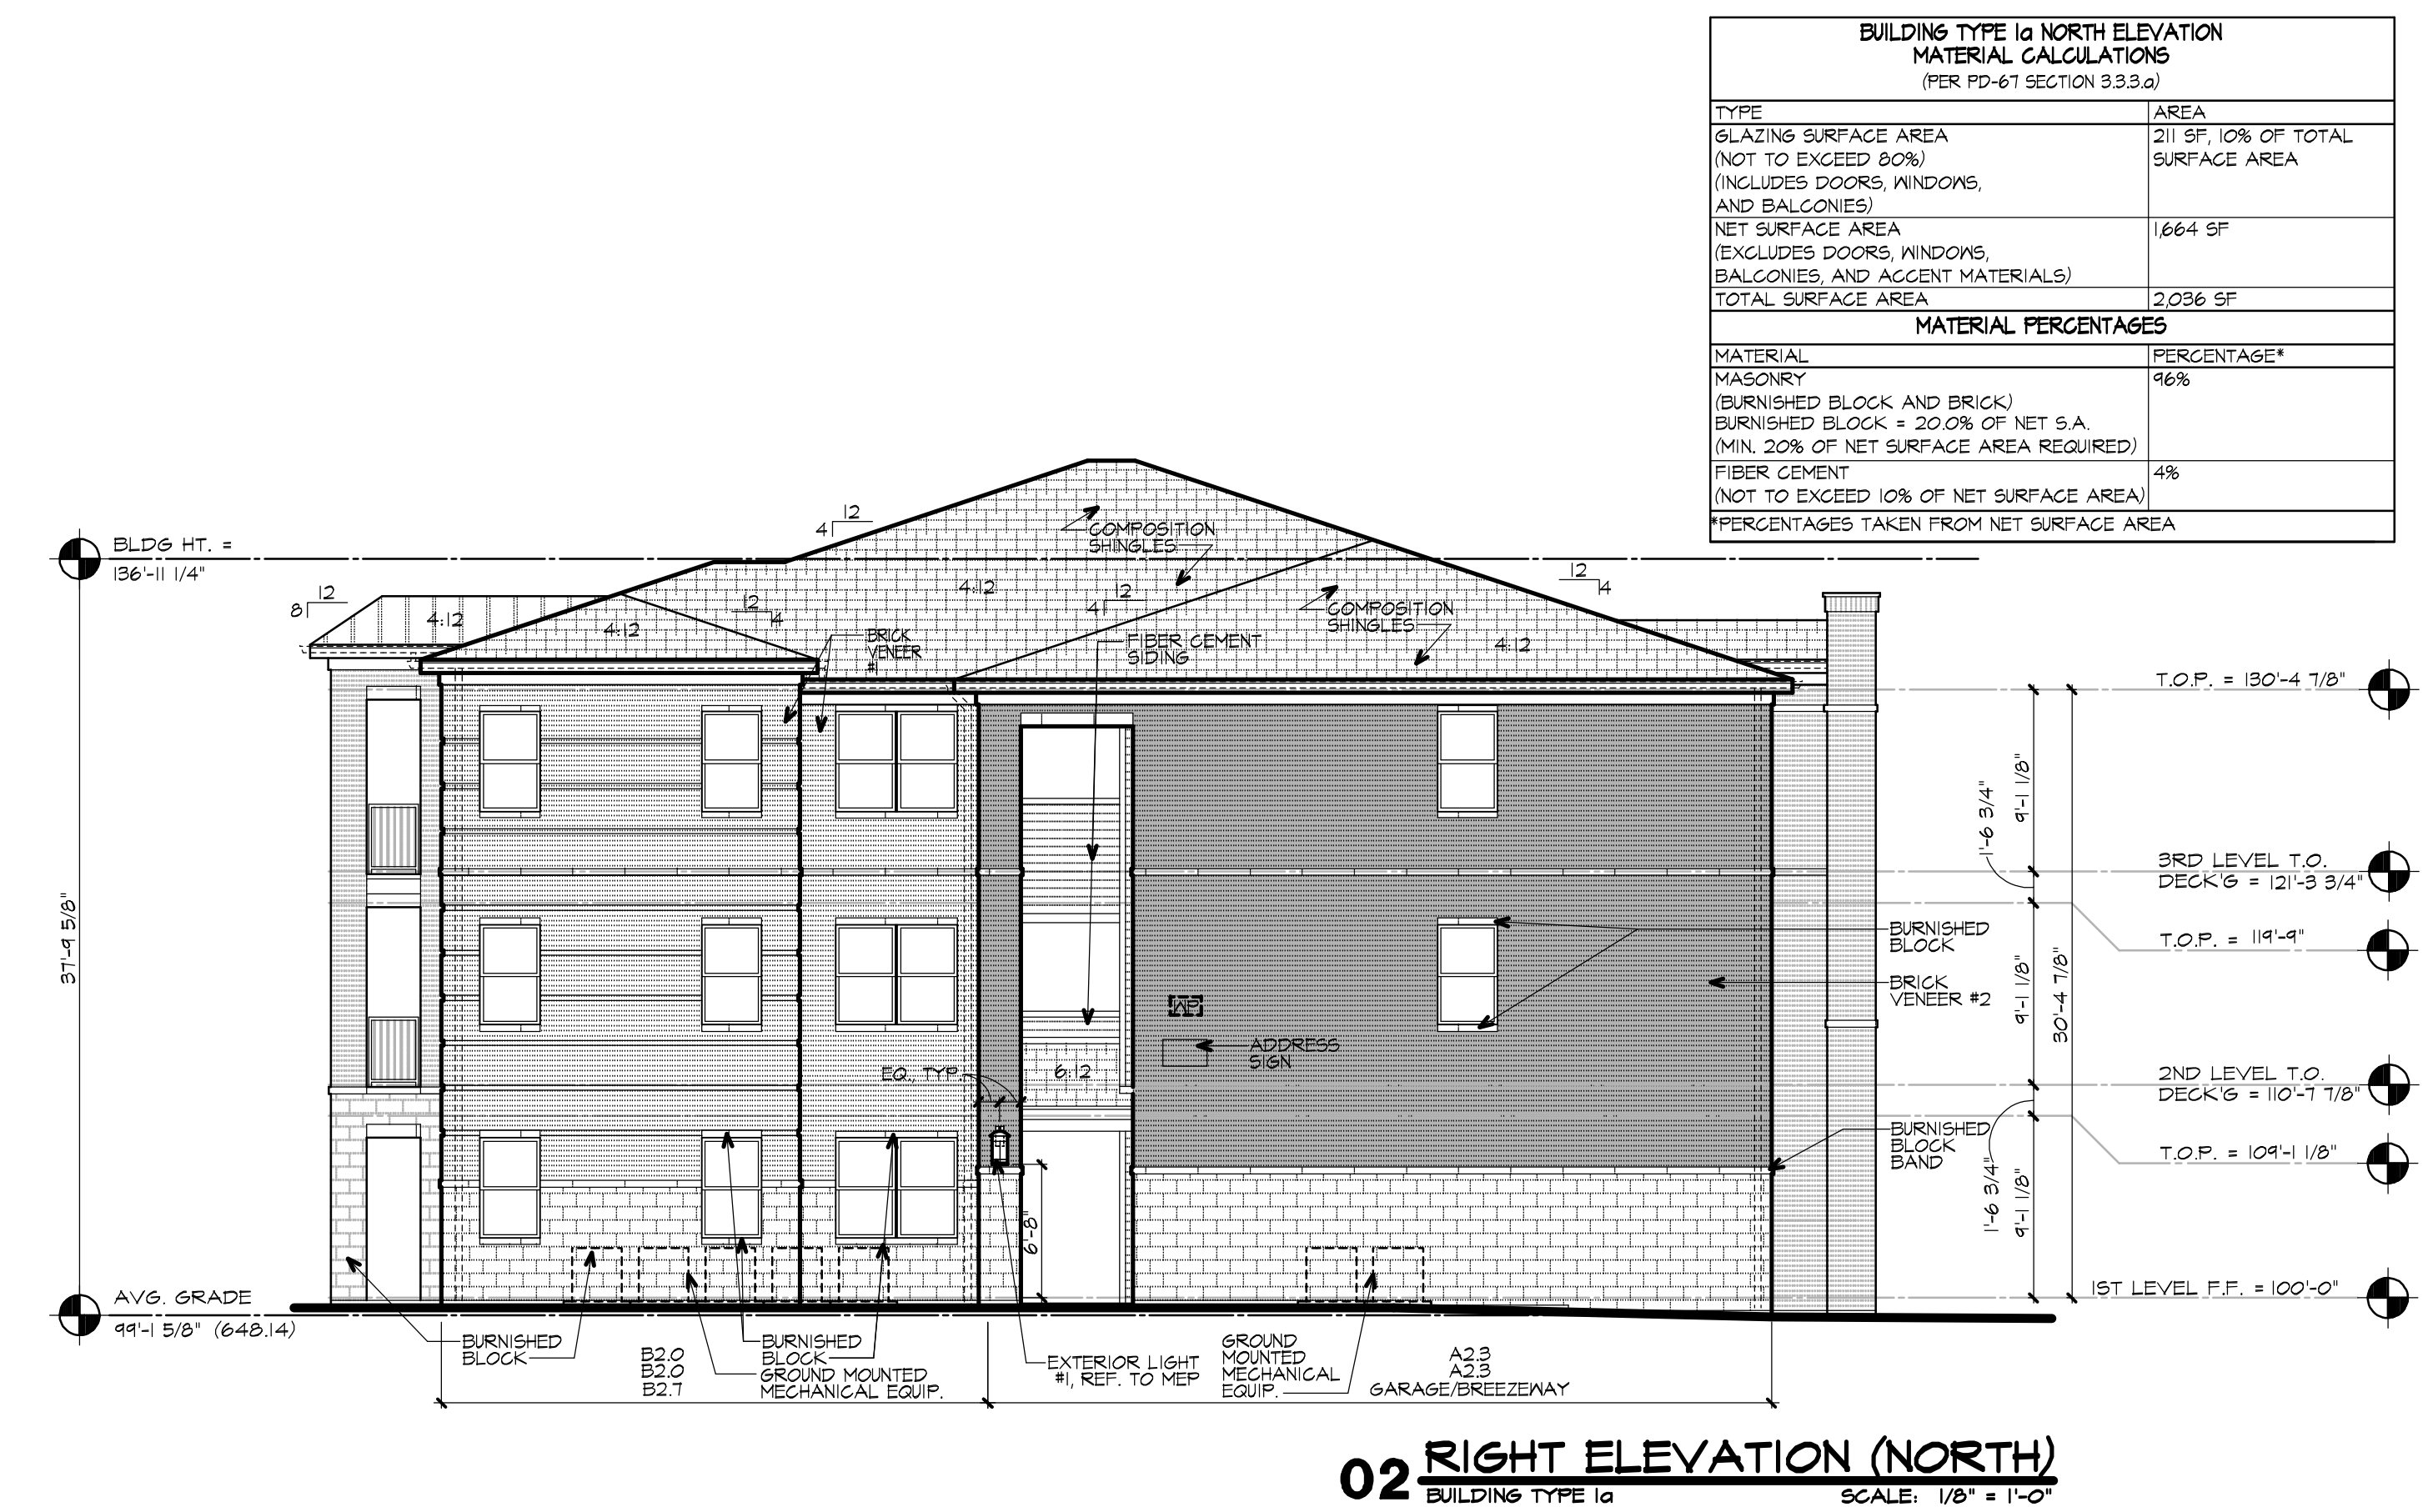 BUILDING TYPE 1a NORTH ELEVATION
MATERIAL CALCULATIONS
(PER PD-67 SECTION 3.3.3.a)
TYPE AREA
GLAZING SURFACE AREA 211 SF, 10% OF TOTAL
(NOT TO EXCEED 80%) SURFACE AREA
(INCLUDES DOORS, WINDOWS,
AND BALCONIES)
NET SURFACE AREA 1,664 SF
(EXCLUDES DOORS, WINDOWS,
BALCONIES, AND ACCENT MATERIALS)
TOTAL SURFACE AREA 2,036 SF
MATERIAL PERCENTAGES
MATERIAL PERCENTAGE*
MASONRY 96%
(BURNISHED BLOCK AND BRICK)
BURNISHED BLOCK = 20.0% OF NET S.A.
(MIN. 20% OF NET SURFACE AREA REQUIRED)
FIBER CEMENT 4%
(NOT TO EXCEED 10% OF NET SURFACE AREA)
*PERCENTAGES TAKEN FROM NET SURFACE AREA
12
4
COMPOSITION
SHINGLES
BLDG HT. =
136'-11 1/4"
12
8
4:12
4:12
12
4
4:12
12
4
12
4
COMPOSITION
SHINGLES
4:12
BRICK
VENEER
#1
FIBER CEMENT
SIDING
T.O.P. = 130'-4 7/8"
9'-1 1/8"
1'-6 3/4"
3RD LEVEL T.O.
DECK'G = 121'-3 3/4"
37'-9 5/8"
BURNISHED
BLOCK
T.O.P. = 119'-9"
BRICK
VENEER #2
9'-1 1/8"
30'-4 7/8"
WP
ADDRESS
SIGN
EQ., TYP
6:12
2ND LEVEL T.O.
DECK'G = 110'-7 7/8"
BURNISHED
BLOCK
BAND
T.O.P. = 109'-1 1/8"
1'-6 3/4"
9'-1 1/8"
6'-8"
1ST LEVEL F.F. = 100'-0"
AVG. GRADE
99'-1 5/8" (648.14)
BURNISHED
BLOCK
B2.0
B2.0
B2.7
BURNISHED
BLOCK
GROUND MOUNTED
MECHANICAL EQUIP.
EXTERIOR LIGHT
#1, REF. TO MEP
GROUND
MOUNTED
MECHANICAL
EQUIP.
A2.3
A2.3
GARAGE/BREEZEWAY
02 RIGHT ELEVATION (NORTH)
BUILDING TYPE 1a SCALE: 1/8" = 1'-0"